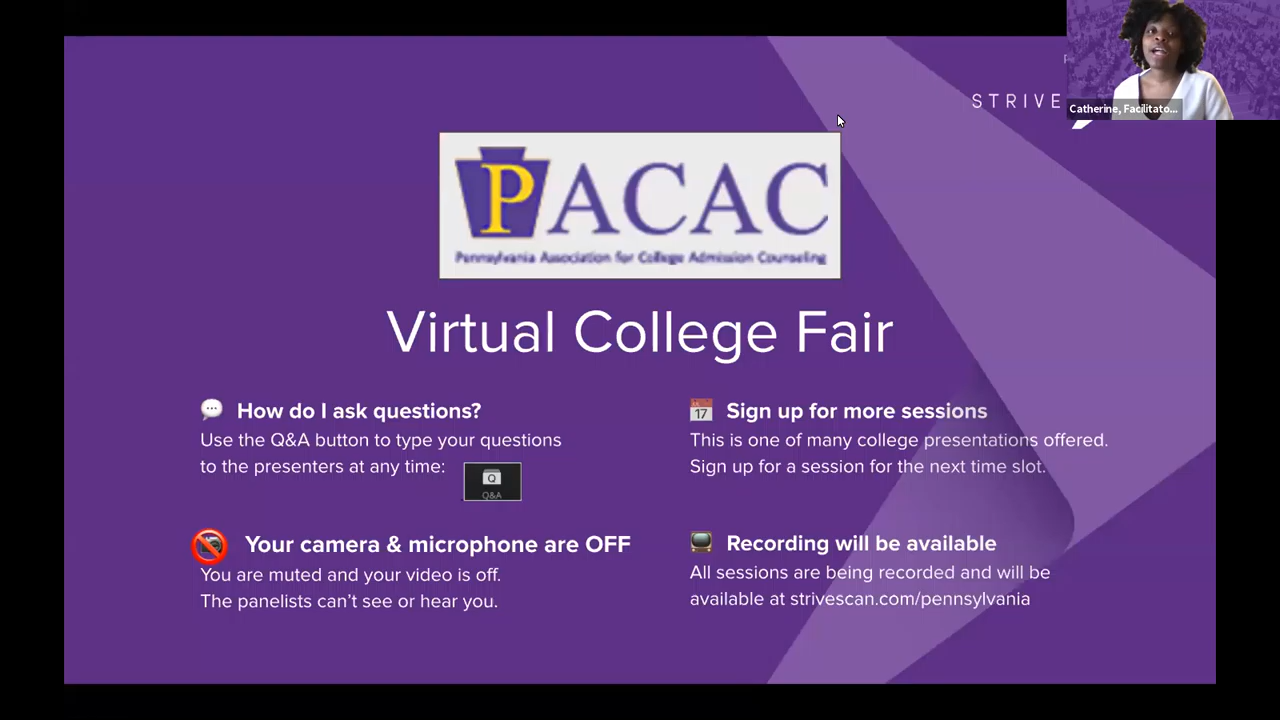 STRIVE
Catherine, Facilitato...
PACAC
Pennsylvania Association for College Admission Counseling
Virtual College Fair
How do I ask questions?
Use the Q&A button to type your questions
to the presenters at any time:
Q
Q&A
Your camera & microphone are OFF
You are muted and your video is off.
The panelists can't see or hear you.
17
Sign up for more sessions
This is one of many college presentations offered.
Sign up for a session for the next time slot.
Recording will be available
All sessions are being recorded and will be
available at strivescan.com/pennsylvania